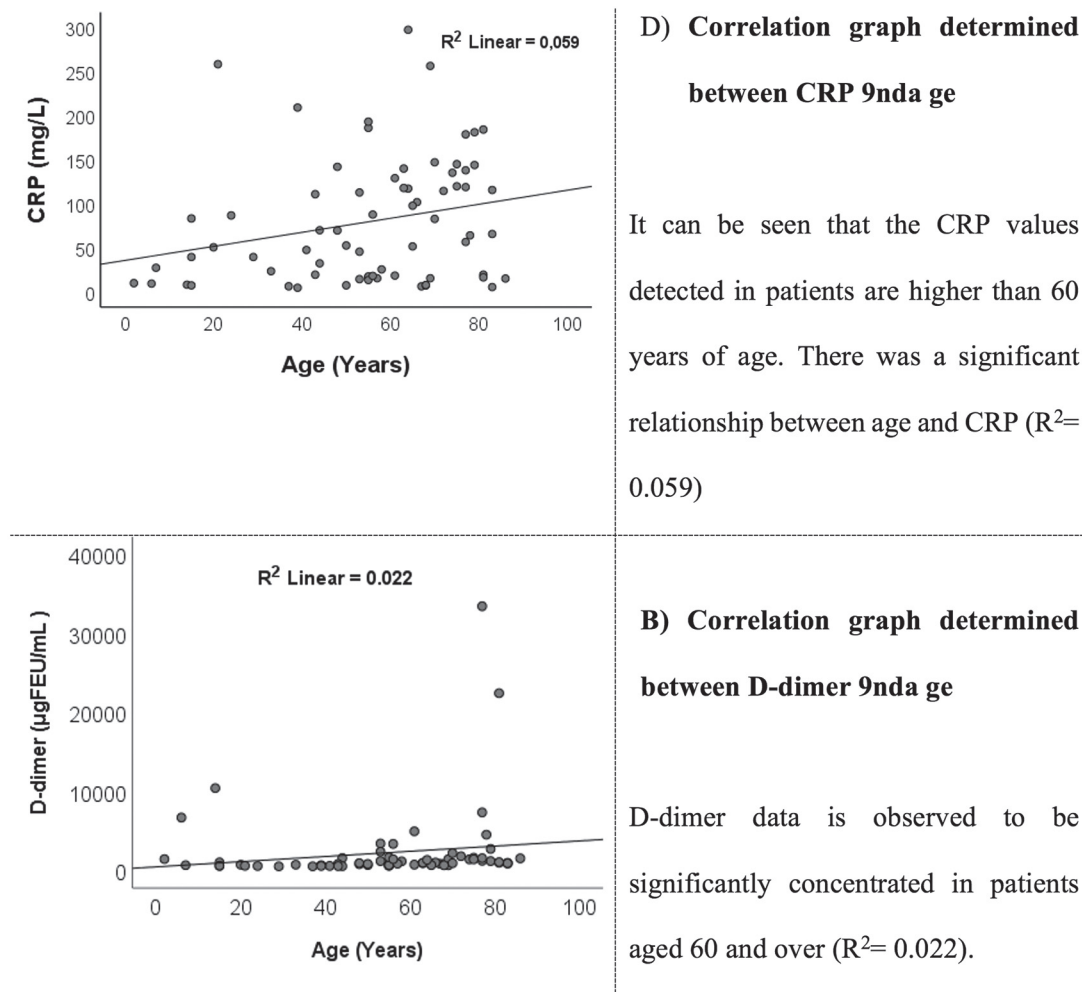 R² Linear = 0,059
CRP (mg/L)
300
250
200
150
100
50
0
0 20 40 60 80 100
Age (Years)
D) Correlation graph determined
between CRP 9nda ge
It can be seen that the CRP values
detected in patients are higher than 60
years of age. There was a significant
relationship between age and CRP (R²=
0.059)
R² Linear = 0.022
D-dimer (µgFEU/mL )
40000
30000
20000
10000
0
0 20 40 60 80 100
Age (Years)
B) Correlation graph determined
between D-dimer 9nda ge
D-dimer data is observed to be
significantly concentrated in patients
aged 60 and over (R²= 0.022).